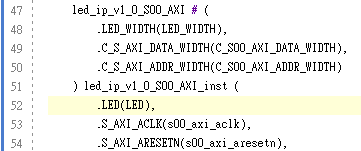 47 led_ip_v1_0_S00_AXI # (
48 .LED_WIDTH(LED_WIDTH),
49 .C_S_AXI_DATA_WIDTH(C_S00_AXI_DATA_WIDTH),
50 .C_S_AXI_ADDR_WIDTH(C_S00_AXI_ADDR_WIDTH)
51 ) led_ip_v1_0_S00_AXI_inst (
52 .LED(LED),
53 .S_AXI_ACLK(s00_axi_aclk),
54 .S_AXI_ARESETN(s00_axi_aresetn),